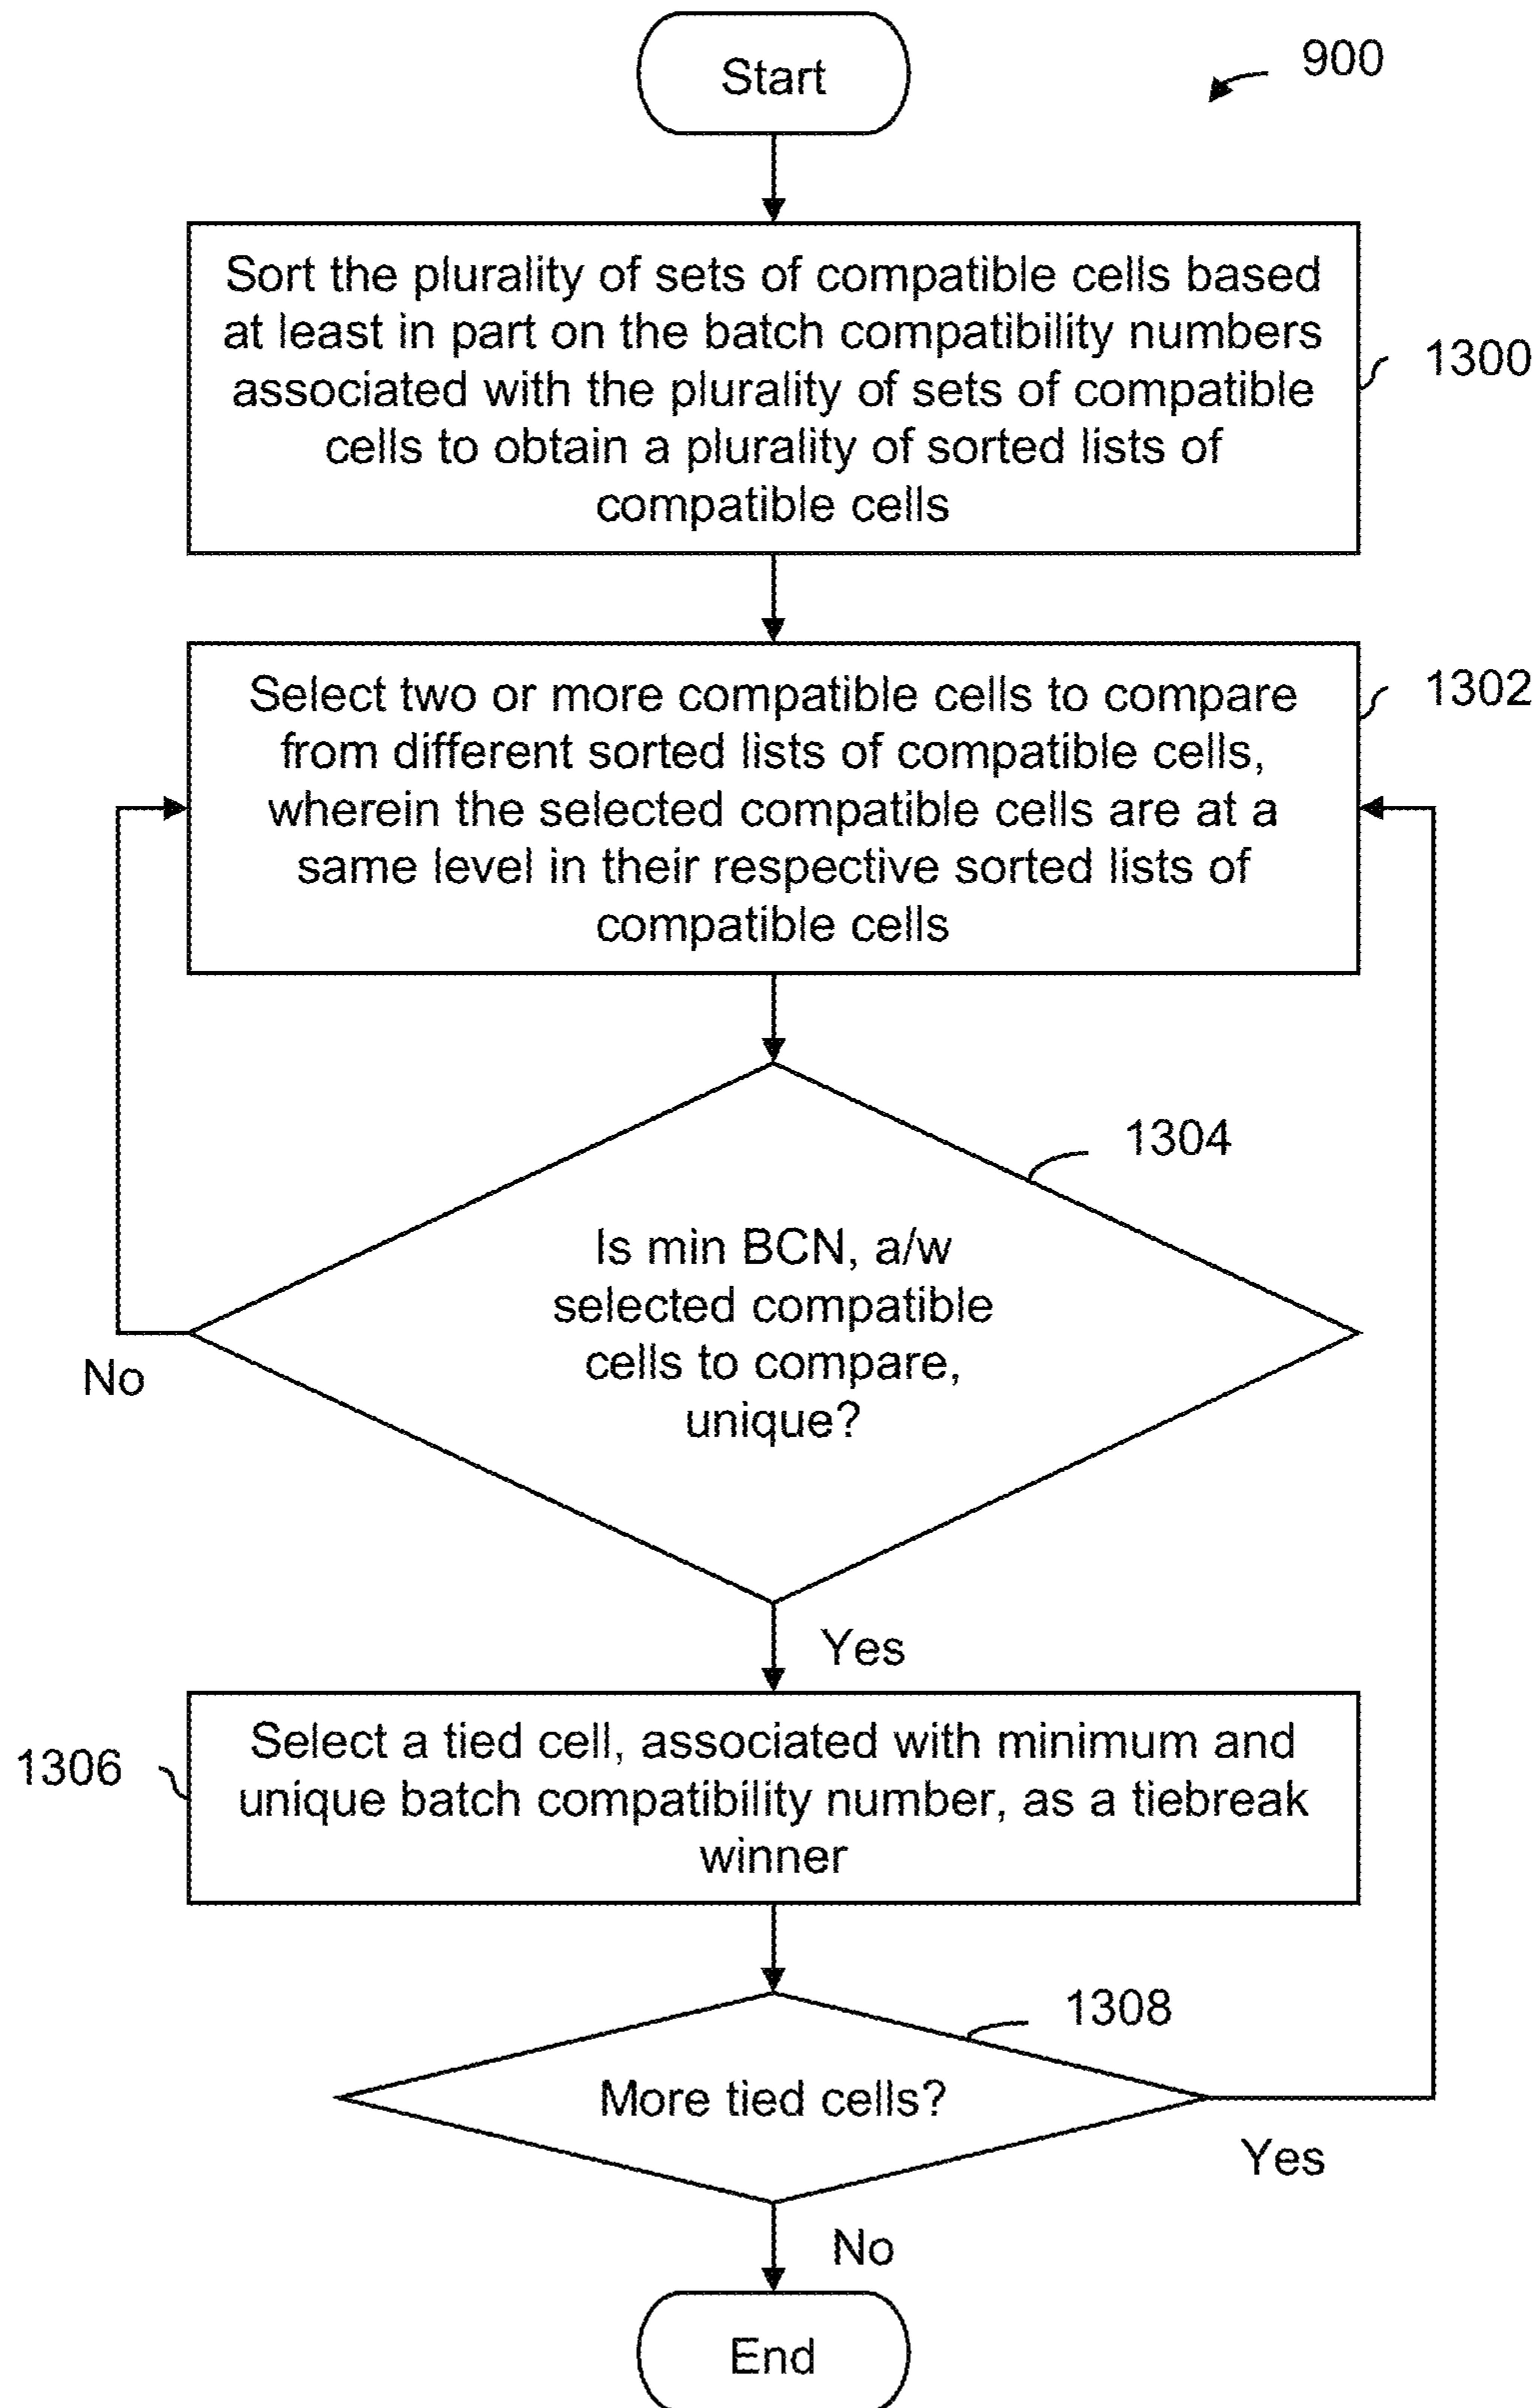 Start
900
Sort the plurality of sets of compatible cells based
at least in part on the batch compatibility numbers
associated with the plurality of sets of compatible
cells to obtain a plurality of sorted lists of
compatible cells
1300
Select two or more compatible cells to compare
from different sorted lists of compatible cells,
wherein the selected compatible cells are at a
same level in their respective sorted lists of
compatible cells
1302
1304
Is min BCN, a/w
selected compatible
cells to compare,
unique?
No
Yes
1306
Select a tied cell, associated with minimum and
unique batch compatibility number, as a tiebreak
winner
1308
More tied cells?
Yes
No
End